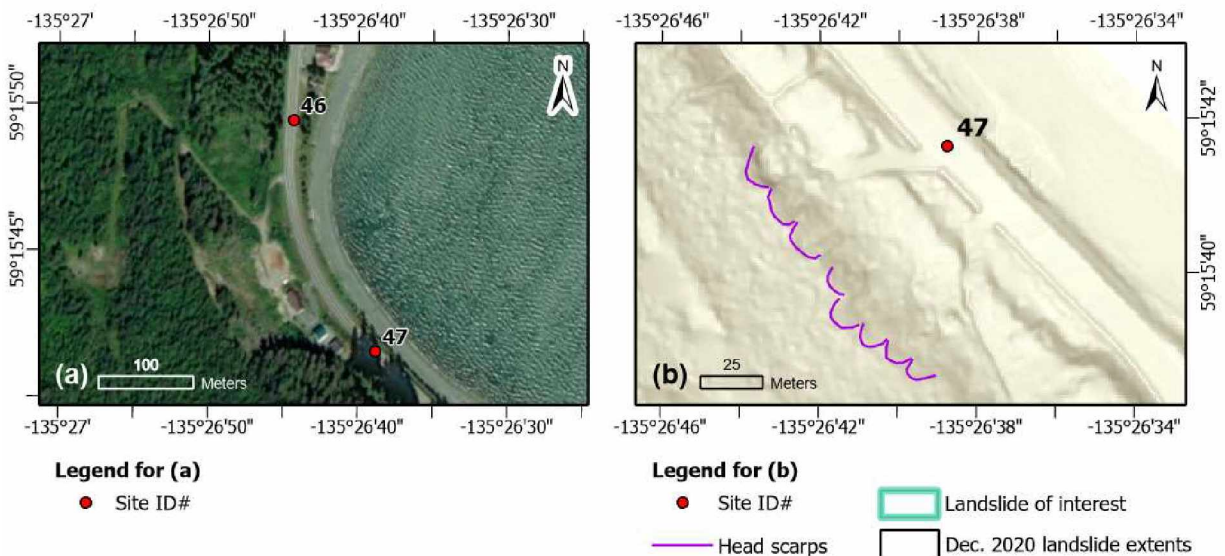 -135°27' -135°26'45" -135°26'35" -135°26'25"
-135°26'46" -135°26'42" -135°26'38" -135°26'34"
59°15'50"
59°15'45"
N
46
47
(a)
100
Meters
N
47
(b)
25
Meters
59°15'42"
59°15'40"
-135°27' -135°26'50" -135°26'40" -135°26'30"
-135°26'46" -135°26'42" -135°26'38" -135°26'34"
Legend for (a)
Site ID#
Legend for (b)
Site ID#
Landslide of interest
Head scarps
Dec. 2020 landslide extents